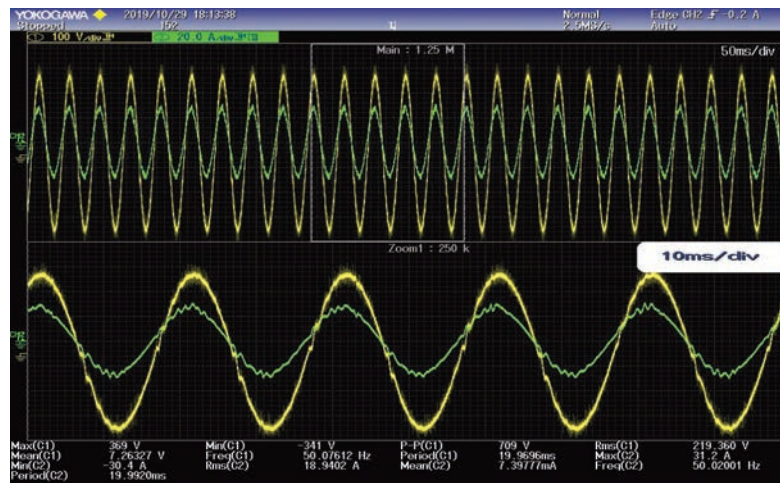 YOKOGAWA 2019/10/29 18:13:38 Normal Edge CH2 -0.2 A
Stopped 152 2.5MS/s Auto
100 V/div 20.0 A/div
Main : 1.25 M 50ms/div
Zoom1 : 250 k
10ms/div
Max(C1) 369 V Min(C1) -341 V P-P(C1) 709 V Rms(C1) 219.360 V
Mean(C1) 7.26327 V Freq(C1) 50.07612 Hz Period(C1) 19.9696ms Max(C2) 31.2 A
Min(C2) -30.4 A Rms(C2) 18.9402 A Mean(C2) 7.39777mA Freq(C2) 50.02001 Hz
Period(C2) 19.9920ms